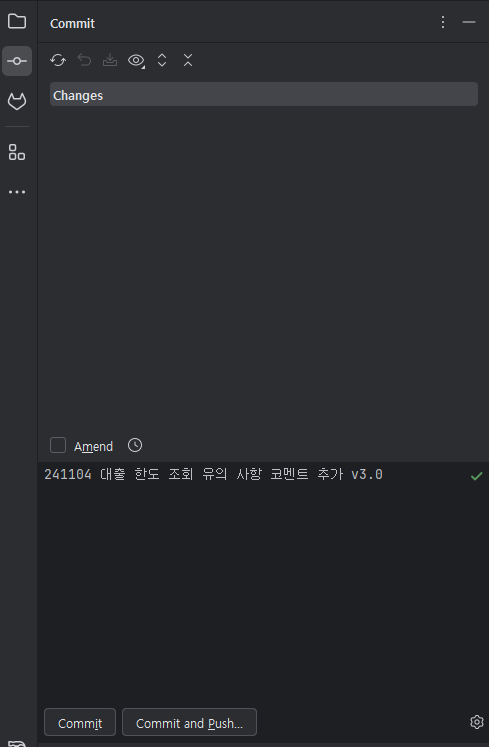 Commit
Changes
Amend
241104 대출 한도 조회 유의 사항 코멘트 추가 v3.0
Commit
Commit and Push...